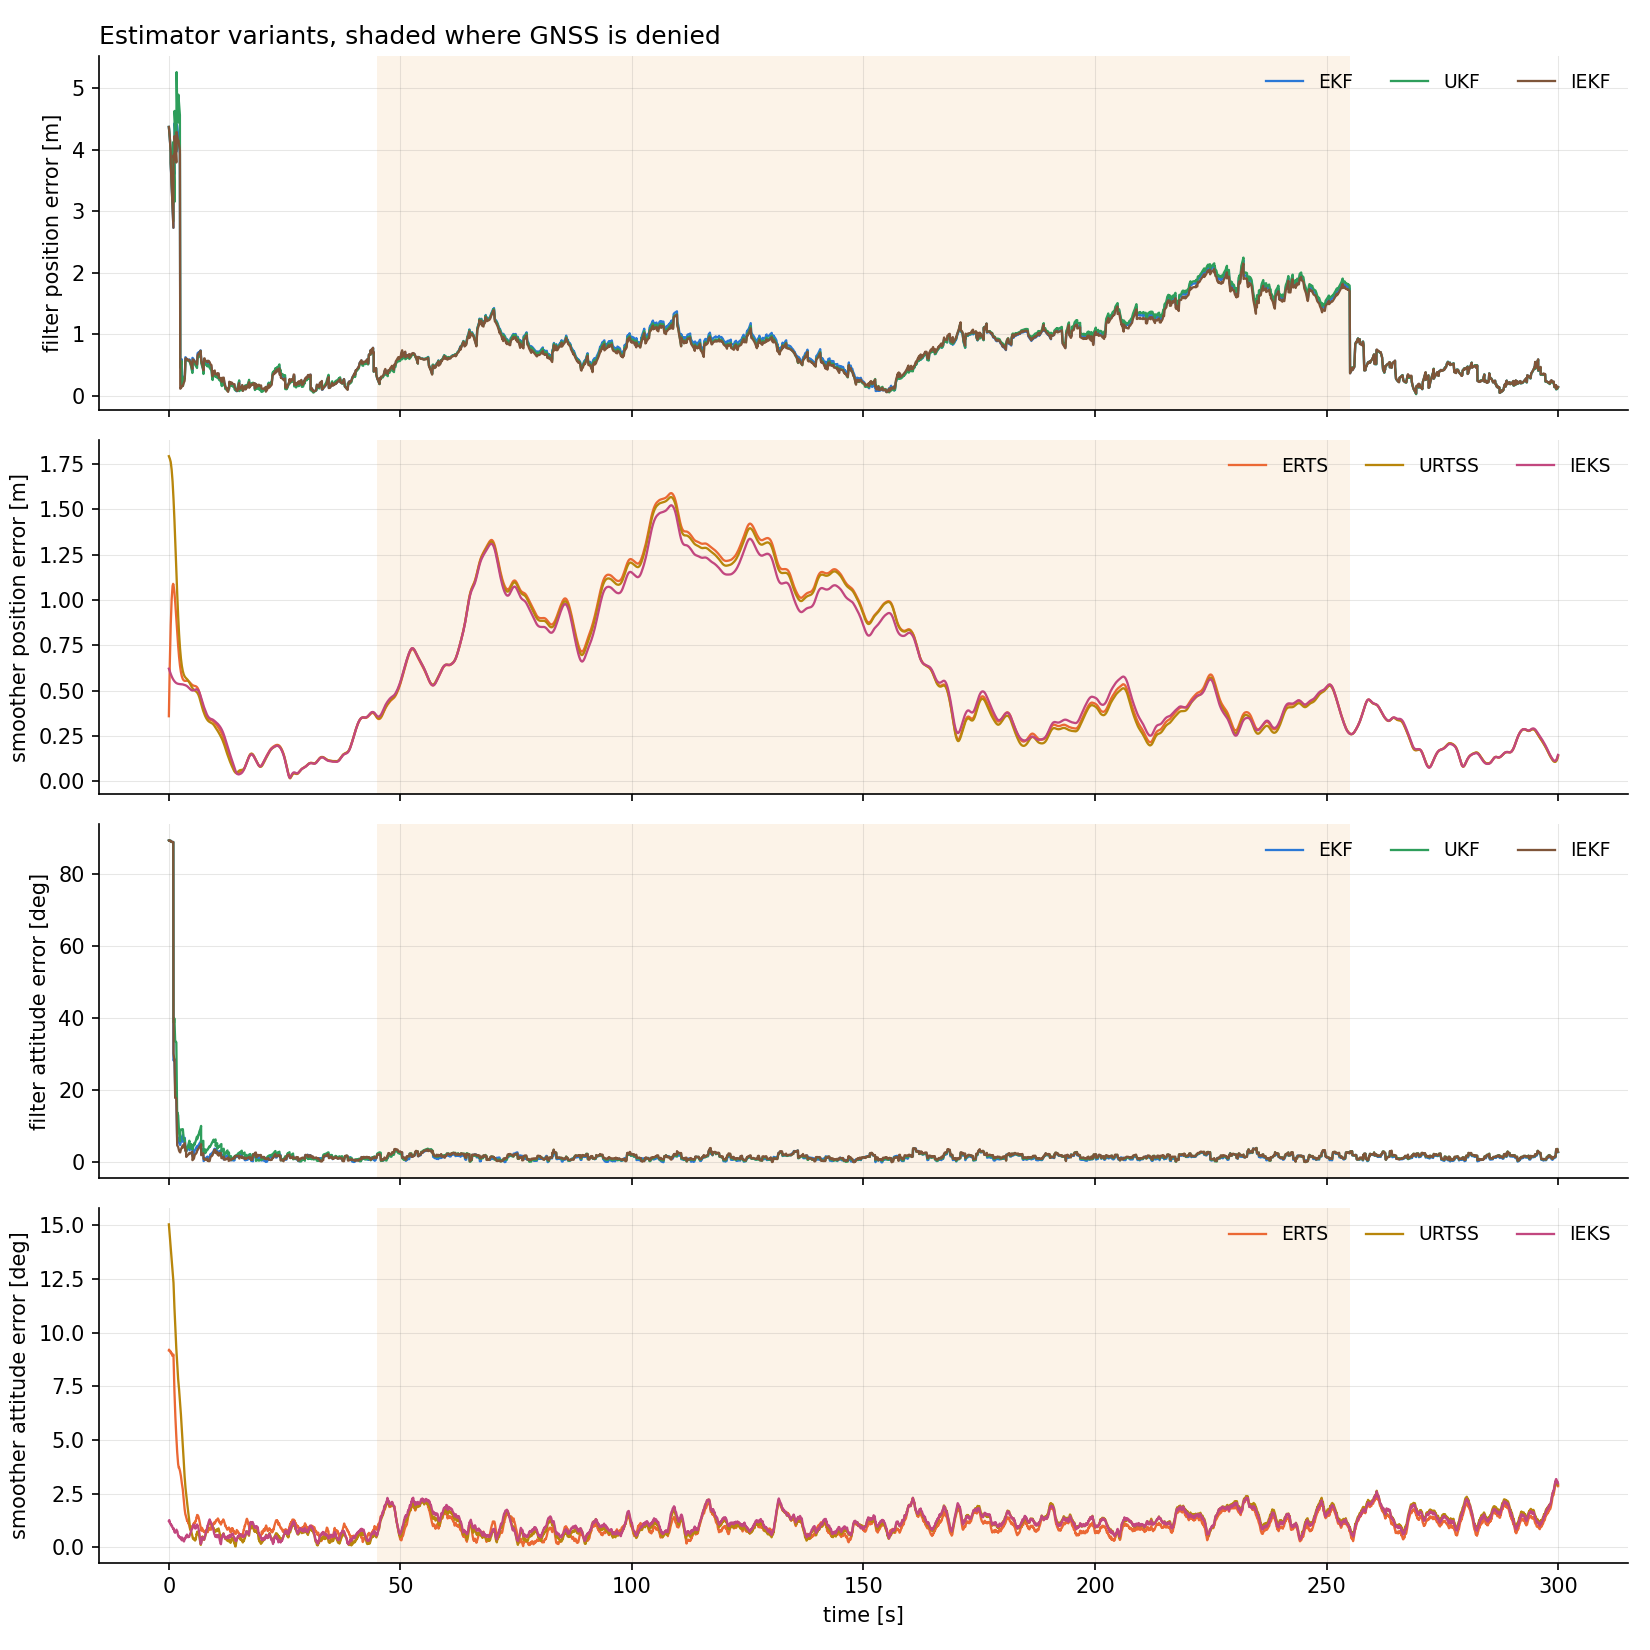 Estimator variants, shaded where GNSS is denied
filter position error [m]
5
4
3
2
1
0
EKF UKF IEKF
smoother position error [m]
1.75
1.50
1.25
1.00
0.75
0.50
0.25
0.00
ERTS URTSS IEKS
filter attitude error [deg]
80
60
40
20
0
EKF UKF IEKF
smoother attitude error [deg]
15.0
12.5
10.0
7.5
5.0
2.5
0.0
ERTS URTSS IEKS
0 50 100 150 200 250 300
time [s]